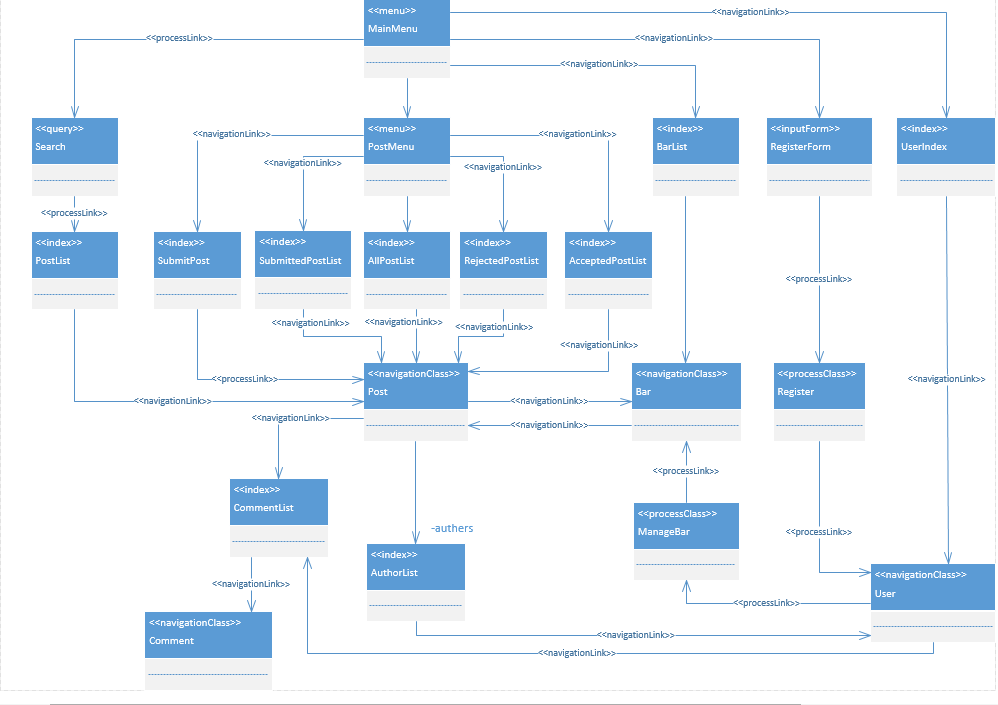 <<menu>>
MainMenu
<<navigationLink>>
<<processLink>>
<<navigationLink>>
<<navigationLink>>
<<query>>
Search
<<navigationLink>>
<<menu>>
PostMenu
<<navigationLink>>
<<index>>
BarList
<<inputForm>>
RegisterForm
<<index>>
UserIndex
<<navigationLink>>
<<navigationLink>>
<<processLink>>
<<index>>
PostList
<<index>>
SubmitPost
<<index>>
SubmittedPostList
<<index>>
AllPostList
<<index>>
RejectedPostList
<<index>>
AcceptedPostList
<<processLink>>
<<navigationLink>>
<<navigationLink>>
<<navigationLink>>
<<navigationLink>>
<<processLink>>
<<navigationClass>>
Post
<<navigationClass>>
Bar
<<processClass>>
Register
<<navigationLink>>
<<navigationLink>>
<<navigationLink>>
<<navigationLink>>
<<navigationLink>>
<<processLink>>
<<index>>
CommentList
<<processClass>>
ManageBar
-authers
<<processLink>>
<<index>>
AuthorList
<<navigationLink>>
<<navigationClass>>
User
<<processLink>>
<<navigationClass>>
Comment
<<navigationLink>>
<<navigationLink>>